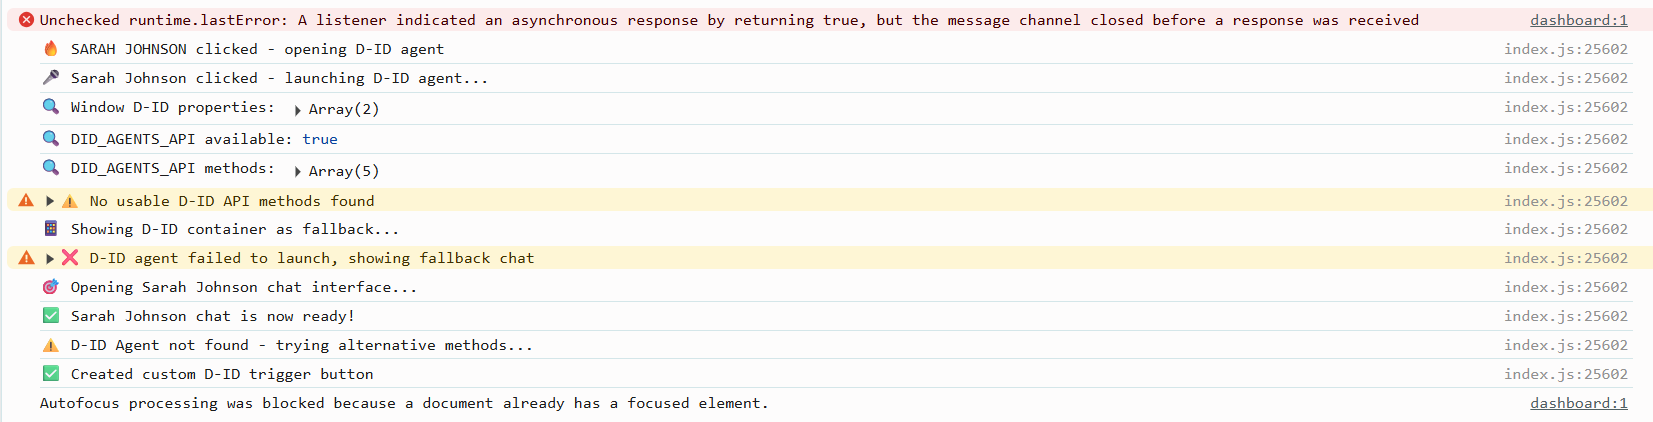 Unchecked runtime.lastError: A listener indicated an asynchronous response by returning true, but the message channel closed before a response was received dashboard:1
🔥 SARAH JOHNSON clicked - opening D-ID agent index.js:25602
🎤 Sarah Johnson clicked - launching D-ID agent... index.js:25602
🔍 Window D-ID properties: ▶ Array(2) index.js:25602
🔍 DID_AGENTS_API available: true index.js:25602
🔍 DID_AGENTS_API methods: ▶ Array(5) index.js:25602
▶ ⚠️ No usable D-ID API methods found index.js:25602
📱 Showing D-ID container as fallback... index.js:25602
▶ ❌ D-ID agent failed to launch, showing fallback chat index.js:25602
🎯 Opening Sarah Johnson chat interface... index.js:25602
✅ Sarah Johnson chat is now ready! index.js:25602
⚠️ D-ID Agent not found - trying alternative methods... index.js:25602
✅ Created custom D-ID trigger button index.js:25602
Autofocus processing was blocked because a document already has a focused element. dashboard:1